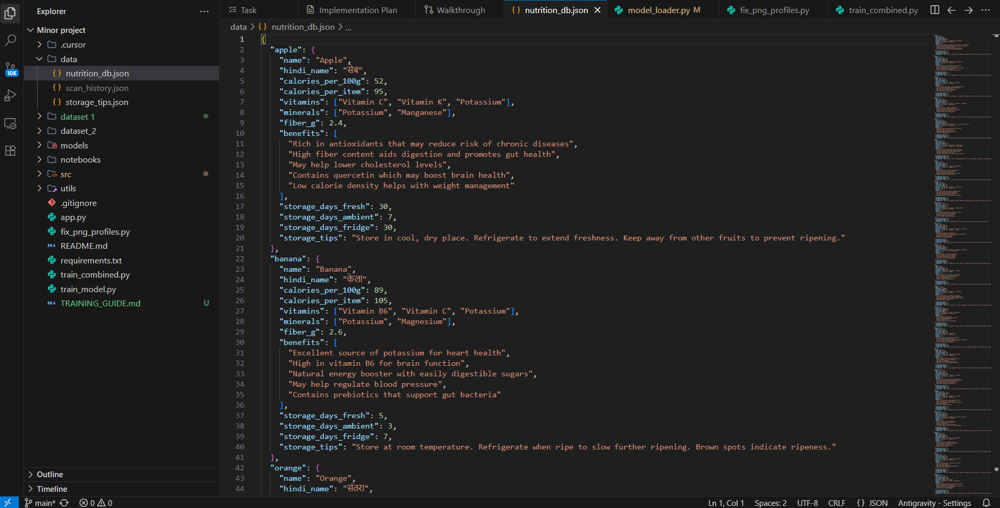 Explorer
Task
Implementation Plan
Walkthrough
{ } nutrition_db.json
model_loader.py M
fix_png_profiles.py
train_combined.py
data > { } nutrition_db.json > ...
Minor project
.cursor
data
{ } nutrition_db.json
{ } scan_history.json
{ } storage_tips.json
dataset 1
dataset_2
models
notebooks
src
utils
.gitignore
app.py
fix_png_profiles.py
README.md
requirements.txt
train_combined.py
train_model.py
TRAINING_GUIDE.md U
Outline
Timeline
10K
1 {
2 "apple": {
3 "name": "Apple",
4 "hindi_name": "सेब",
5 "calories_per_100g": 52,
6 "calories_per_item": 95,
7 "vitamins": ["Vitamin C", "Vitamin K", "Potassium"],
8 "minerals": ["Potassium", "Manganese"],
9 "fiber_g": 2.4,
10 "benefits": [
11 "Rich in antioxidants that may reduce risk of chronic diseases",
12 "High fiber content aids digestion and promotes gut health",
13 "May help lower cholesterol levels",
14 "Contains quercetin which may boost brain health",
15 "Low calorie density helps with weight management"
16 ],
17 "storage_days_fresh": 30,
18 "storage_days_ambient": 7,
19 "storage_days_fridge": 30,
20 "storage_tips": "Store in cool, dry place. Refrigerate to extend freshness. Keep away from other fruits to prevent ripening."
21 },
22 "banana": {
23 "name": "Banana",
24 "hindi_name": "केला",
25 "calories_per_100g": 89,
26 "calories_per_item": 105,
27 "vitamins": ["Vitamin B6", "Vitamin C", "Potassium"],
28 "minerals": ["Potassium", "Magnesium"],
29 "fiber_g": 2.6,
30 "benefits": [
31 "Excellent source of potassium for heart health",
32 "High in vitamin B6 for brain function",
33 "Natural energy booster with easily digestible sugars",
34 "May help regulate blood pressure",
35 "Contains prebiotics that support gut bacteria"
36 ],
37 "storage_days_fresh": 5,
38 "storage_days_ambient": 3,
39 "storage_days_fridge": 7,
40 "storage_tips": "Store at room temperature. Refrigerate when ripe to slow further ripening. Brown spots indicate ripeness."
41 },
42 "orange": {
43 "name": "Orange",
44 "hindi_name": "संतरा",
main* 0 0
Ln 1, Col 1 Spaces: 2 UTF-8 CRLF { } JSON Antigravity - Settings